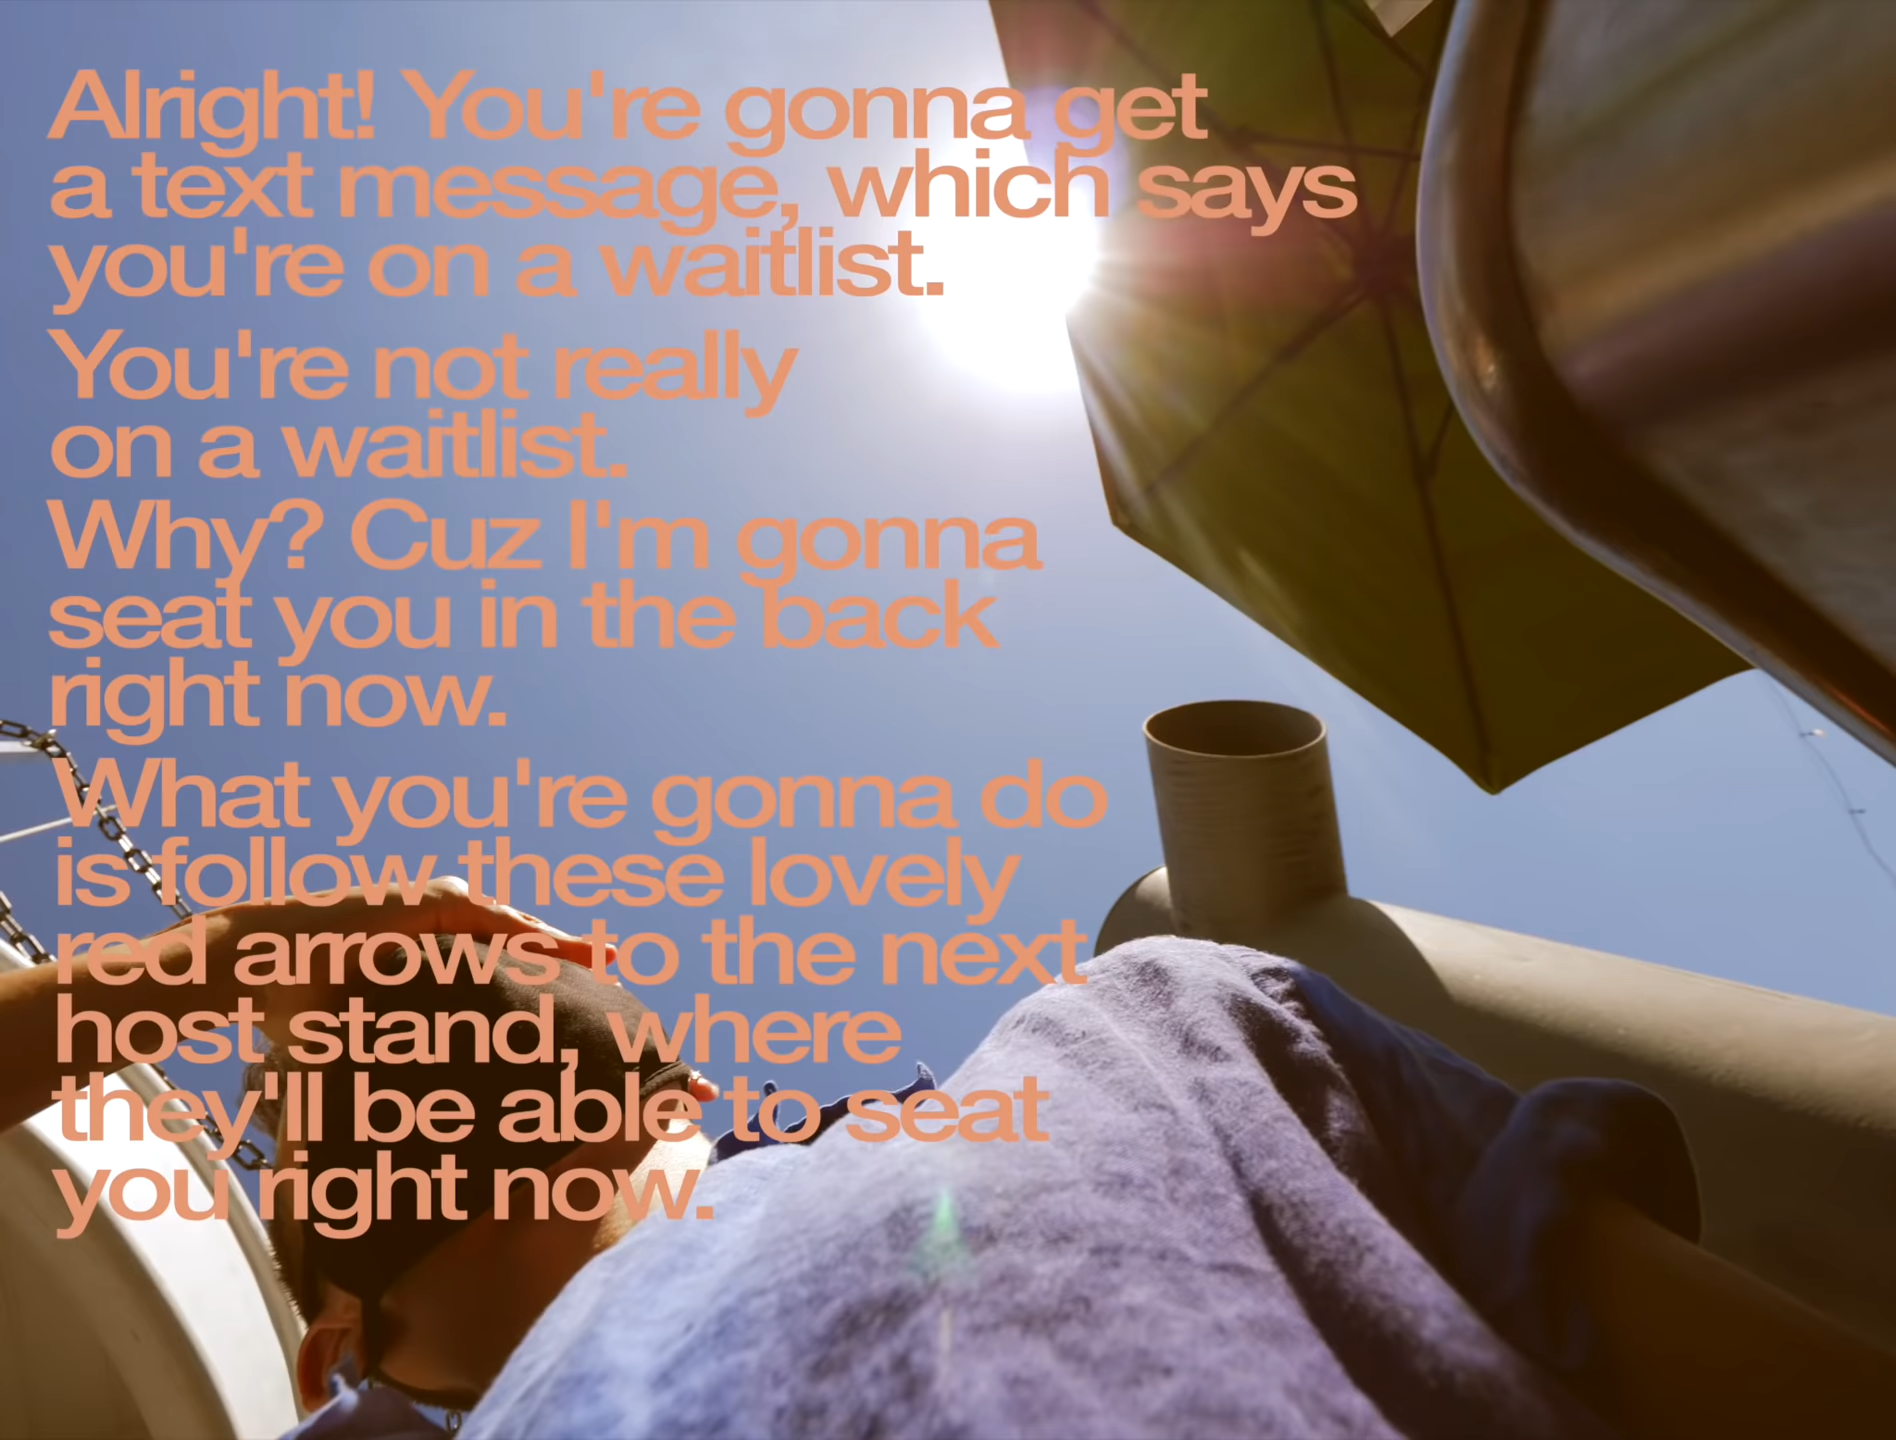 Alright! You're gonna get
a text message, which says
you're on a waitlist.
You're not really
on a waitlist.
Why? Cuz I'm gonna
seat you in the back
right now.
What you're gonna do
is follow these lovely
red arrows to the next
host stand, where
they'll be able to seat
you right now.